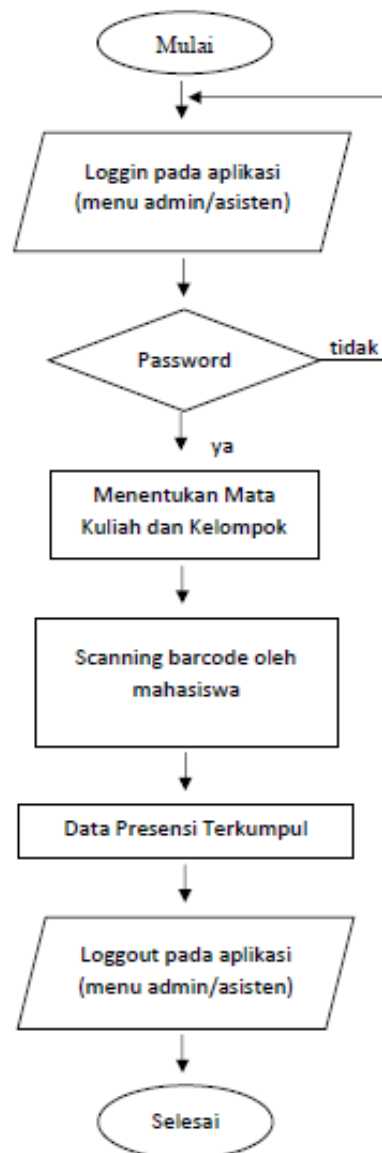 Mulai
Loggin pada aplikasi
(menu admin/asisten)
Password
tidak
ya
Menentukan Mata
Kuliah dan Kelompok
Scanning barcode oleh
mahasiswa
Data Presensi Terkumpul
Loggout pada aplikasi
(menu admin/asisten)
Selesai